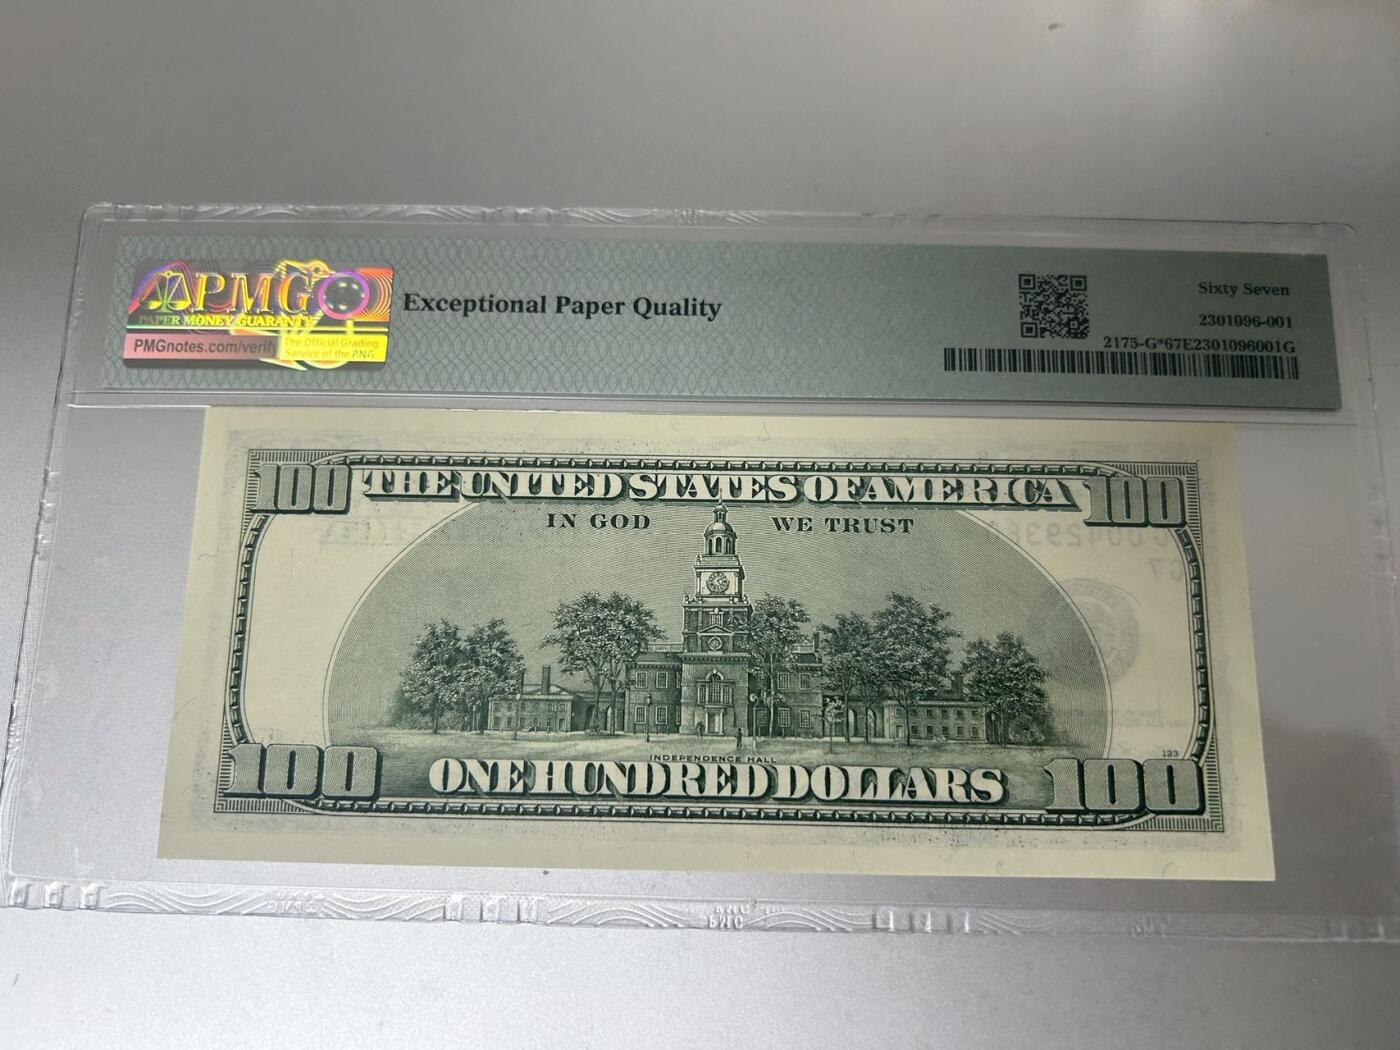 PMG
PAPER MONEY GUARANTY
PMGnotes.com/verify
The Official Grading
Service of the PNG
Exceptional Paper Quality
Sixty Seven
2301096-001
2175-G*67E2301096001G
100 THE UNITED STATES OF AMERICA 100
IN GOD WE TRUST
INDEPENDENCE HALL
123
100 ONE HUNDRED DOLLARS 100
PMG